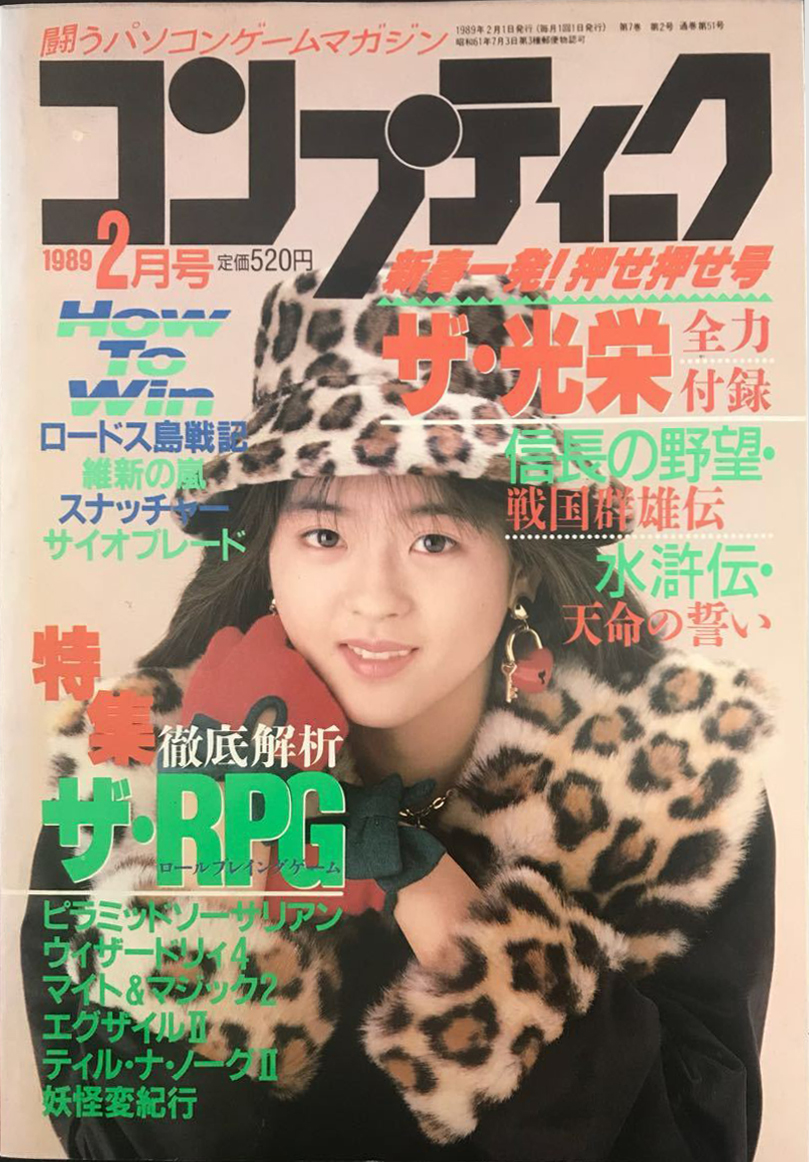 闘うパソコンゲームマガジン
1989年2月1日発行(毎月1回1日発行) 第7巻 第2号 通巻第51号
昭和61年7月3日第3種郵便物認可
コンプティーク
1989 2月号 定価520円
新春一発!押せ押せ号
ザ・光栄 全力付録
信長の野望・
戦国群雄伝
水滸伝・
天命の誓い
How
To
Win
ロードス島戦記
維新の嵐
スナッチャー
サイオブレード
特集 徹底解析
ザ・RPG
ロールプレイングゲーム
ピラミッドソーサリアン
ウィザードリィ4
マイト&マジック2
エグザイルII
ティル・ナ・ノーグII
妖怪変紀行